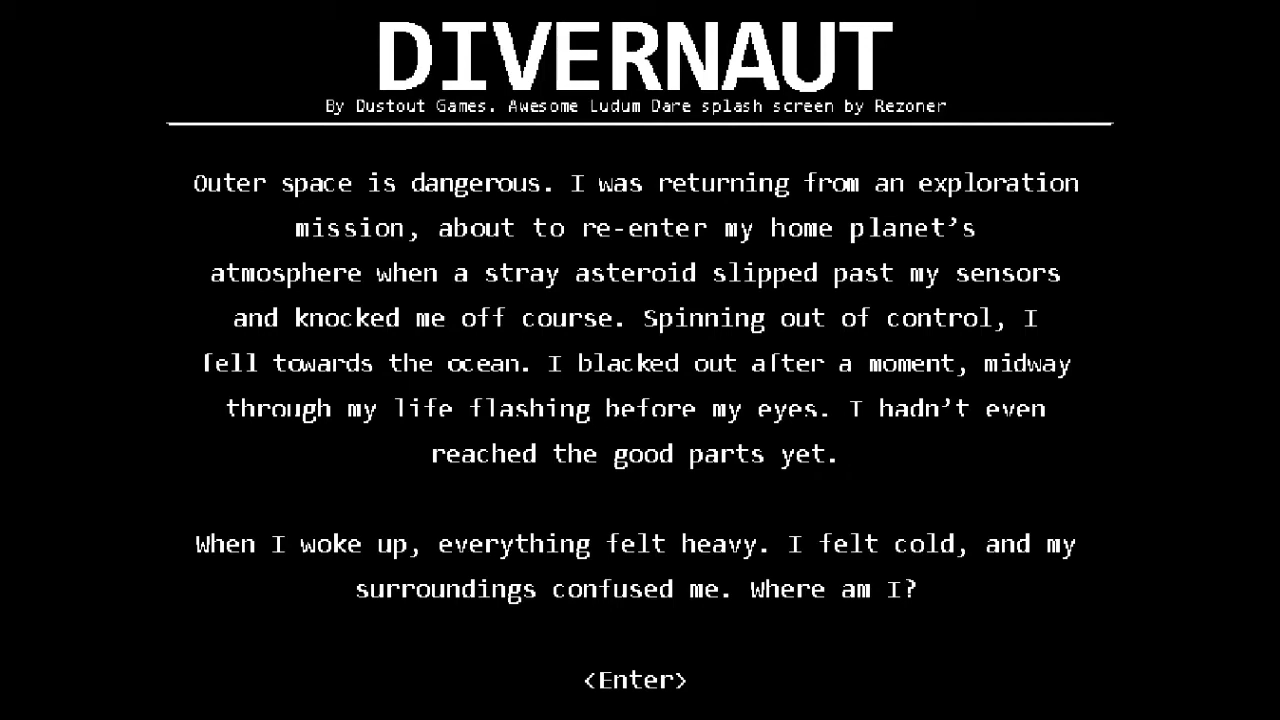 DIVERNAUT
By Dustout Games. Awesome Ludum Dare splash screen by Rezoner
Outer space is dangerous. I was returning from an exploration
mission, about to re-enter my home planet’s
atmosphere when a stray asteroid slipped past my sensors
and knocked me off course. Spinning out of control, I
fell towards the ocean. I blacked out after a moment, midway
through my life flashing before my eyes. I hadn’t even
reached the good parts yet.
When I woke up, everything felt heavy. I felt cold, and my
surroundings confused me. Where am I?
<Enter>